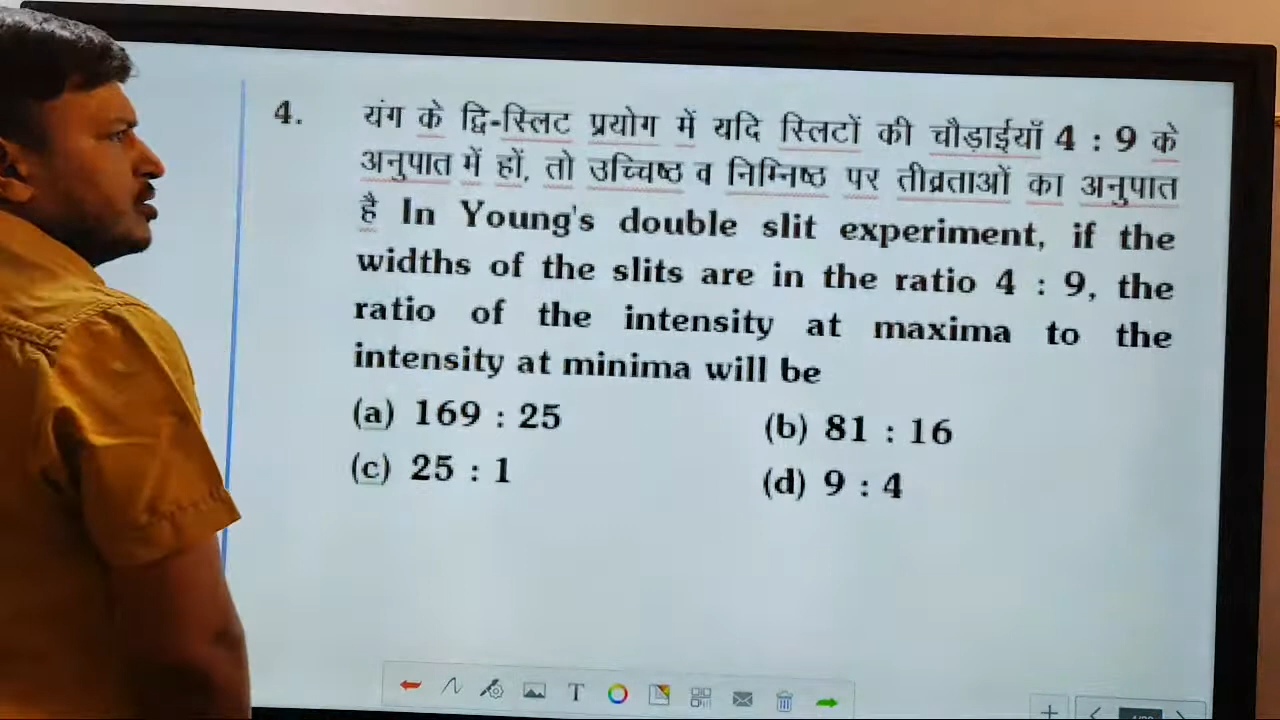 4. यंग के द्वि-स्लिट प्रयोग में यदि स्लिटों की चौड़ाईयाँ 4 : 9 के
अनुपात में हों, तो उच्चिष्ठ व निम्निष्ठ पर तीव्रताओं का अनुपात
है In Young's double slit experiment, if the
widths of the slits are in the ratio 4 : 9, the
ratio of the intensity at maxima to the
intensity at minima will be
(a) 169 : 25 (b) 81 : 16
(c) 25 : 1 (d) 9 : 4
T